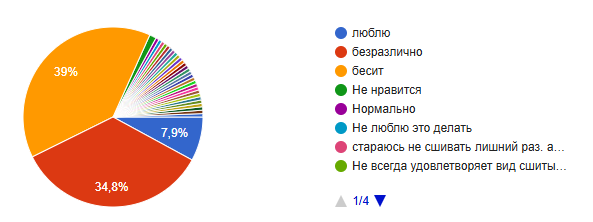 39%
7,9%
34,8%
люблю
безразлично
бесит
Не нравится
Нормально
Не люблю это делать
стараюсь не сшивать лишний раз. а…
Не всегда удовлетворяет вид сшиты…
1/4